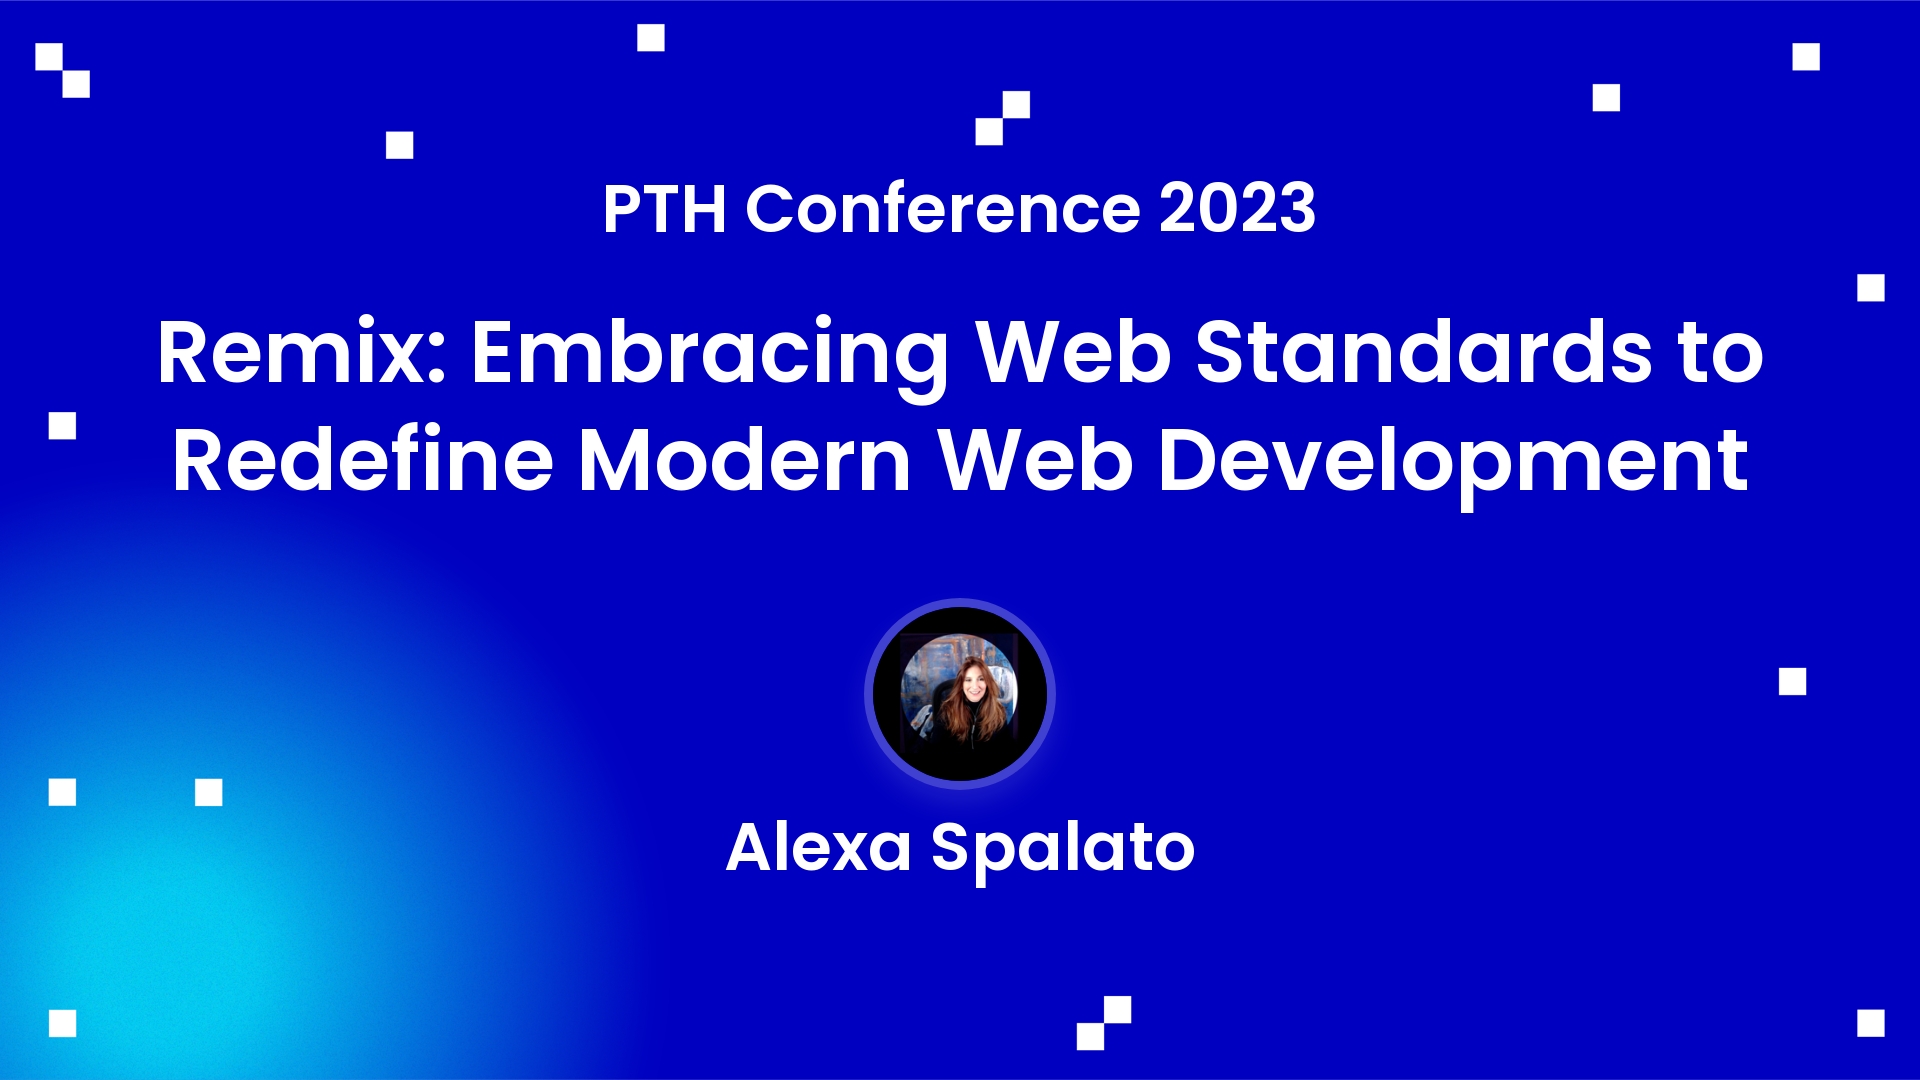 PTH Conference 2023
Remix: Embracing Web Standards to
Redefine Modern Web Development
Alexa Spalato